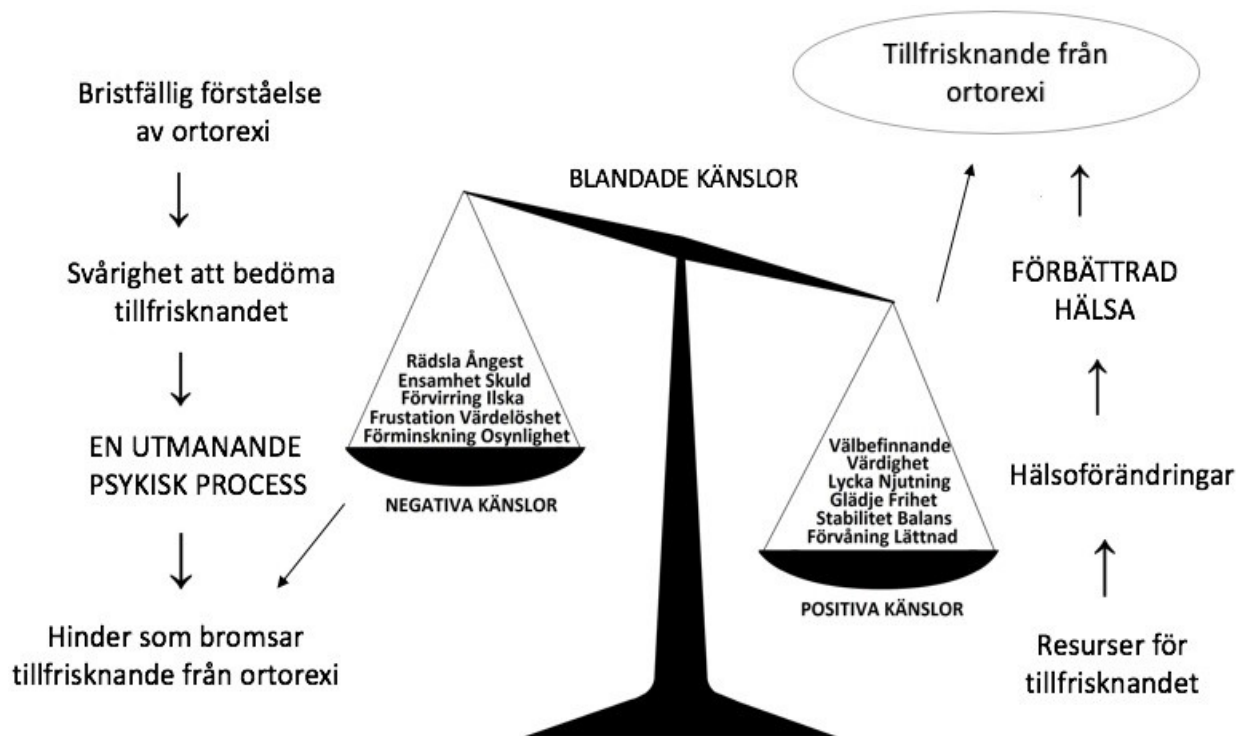 Bristfällig förståelse
av ortorexi
Svårighet att bedöma
tillfrisknandet
EN UTMANANDE
PSYKISK PROCESS
Hinder som bromsar
tillfrisknande från ortorexi
BLANDADE KÄNSLOR
Rädsla Ångest
Ensamhet Skuld
Förvirring Ilska
Frustation Värdelöshet
Förminskning Osynlighet
NEGATIVA KÄNSLOR
Välbefinnande
Värdighet
Lycka Njutning
Glädje Frihet
Stabilitet Balans
Förvåning Lättnad
POSITIVA KÄNSLOR
Tillfrisknande från
ortorexi
FÖRBÄTTRAD
HÄLSA
Hälsoförändringar
Resurser för
tillfrisknandet